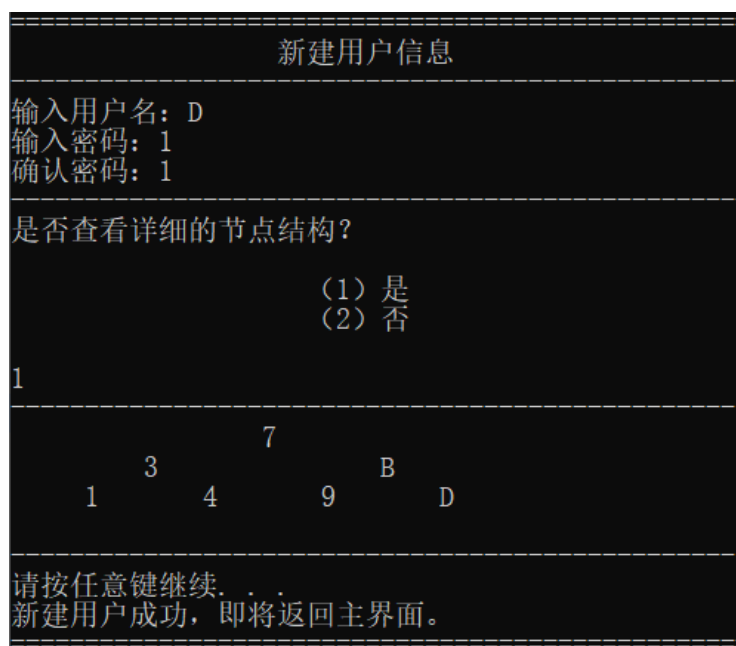 新建用户信息
输入用户名：D
输入密码：1
确认密码：1
是否查看详细的节点结构？
（1）是
（2）否
1
7
3 B
1 4 9 D
请按任意键继续. . .
新建用户成功，即将返回主界面。